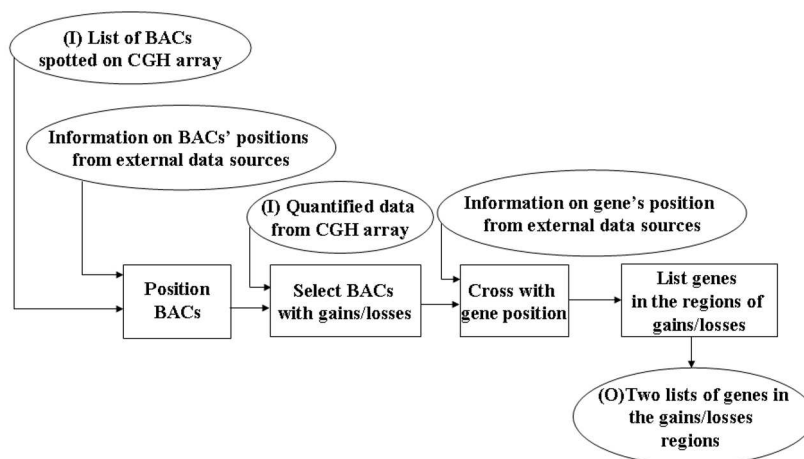 (I) List of BACs
spotted on CGH array
Information on BACs' positions
from external data sources
(I) Quantified data
from CGH array
Information on gene's position
from external data sources
Position
BACs
Select BACs
with gains/losses
Cross with
gene position
List genes
in the regions of
gains/losses
(O)Two lists of genes in
the gains/losses
regions